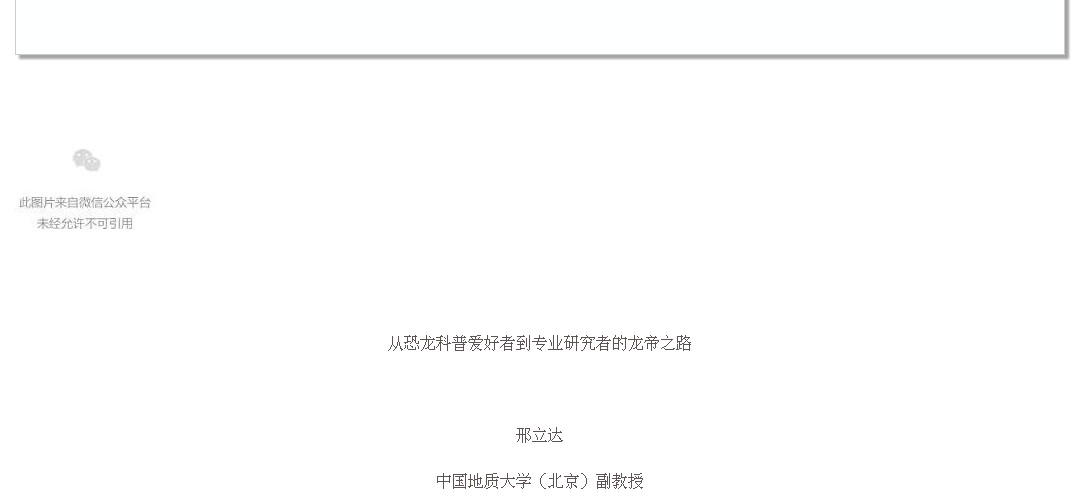 此图片来自微信公众平台
未经允许不可引用
从恐龙科普爱好者到专业研究者的龙帝之路
邢立达
中国地质大学（北京）副教授